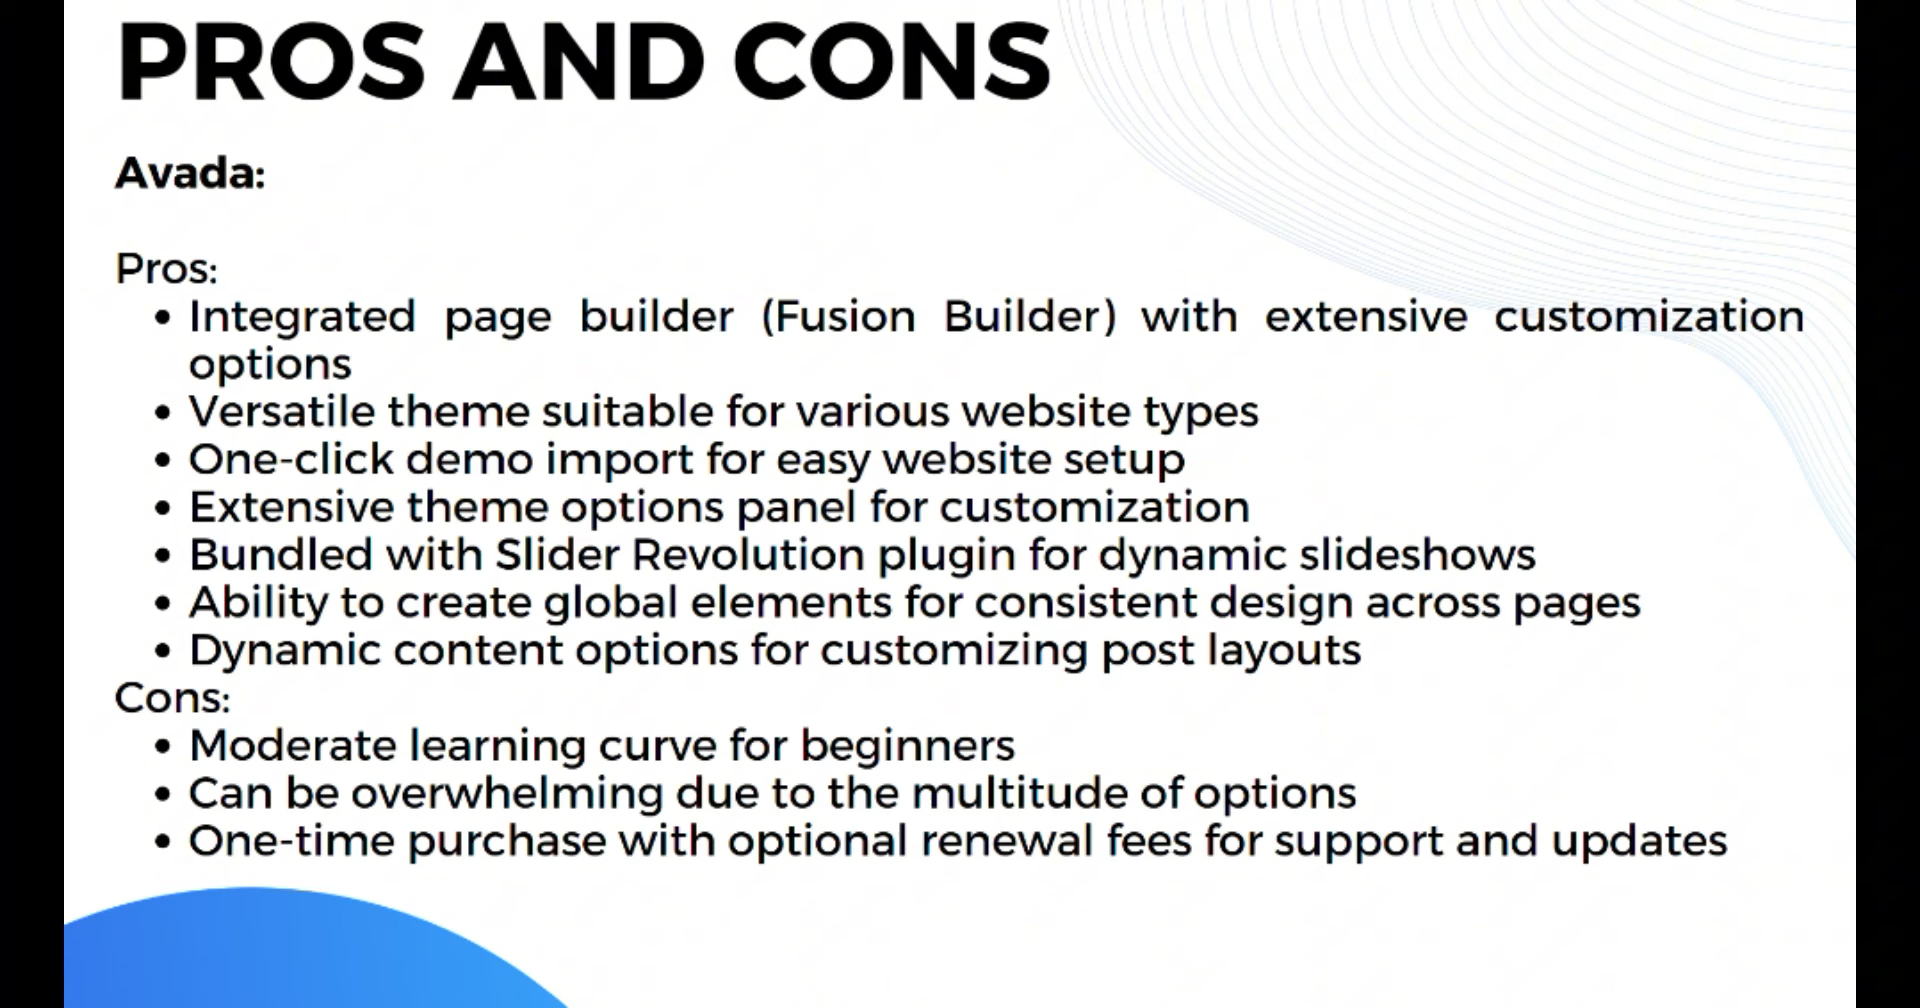 PROS AND CONS
Avada:
Pros:
• Integrated page builder (Fusion Builder) with extensive customization
options
• Versatile theme suitable for various website types
• One-click demo import for easy website setup
• Extensive theme options panel for customization
• Bundled with Slider Revolution plugin for dynamic slideshows
• Ability to create global elements for consistent design across pages
• Dynamic content options for customizing post layouts
Cons:
• Moderate learning curve for beginners
• Can be overwhelming due to the multitude of options
• One-time purchase with optional renewal fees for support and updates